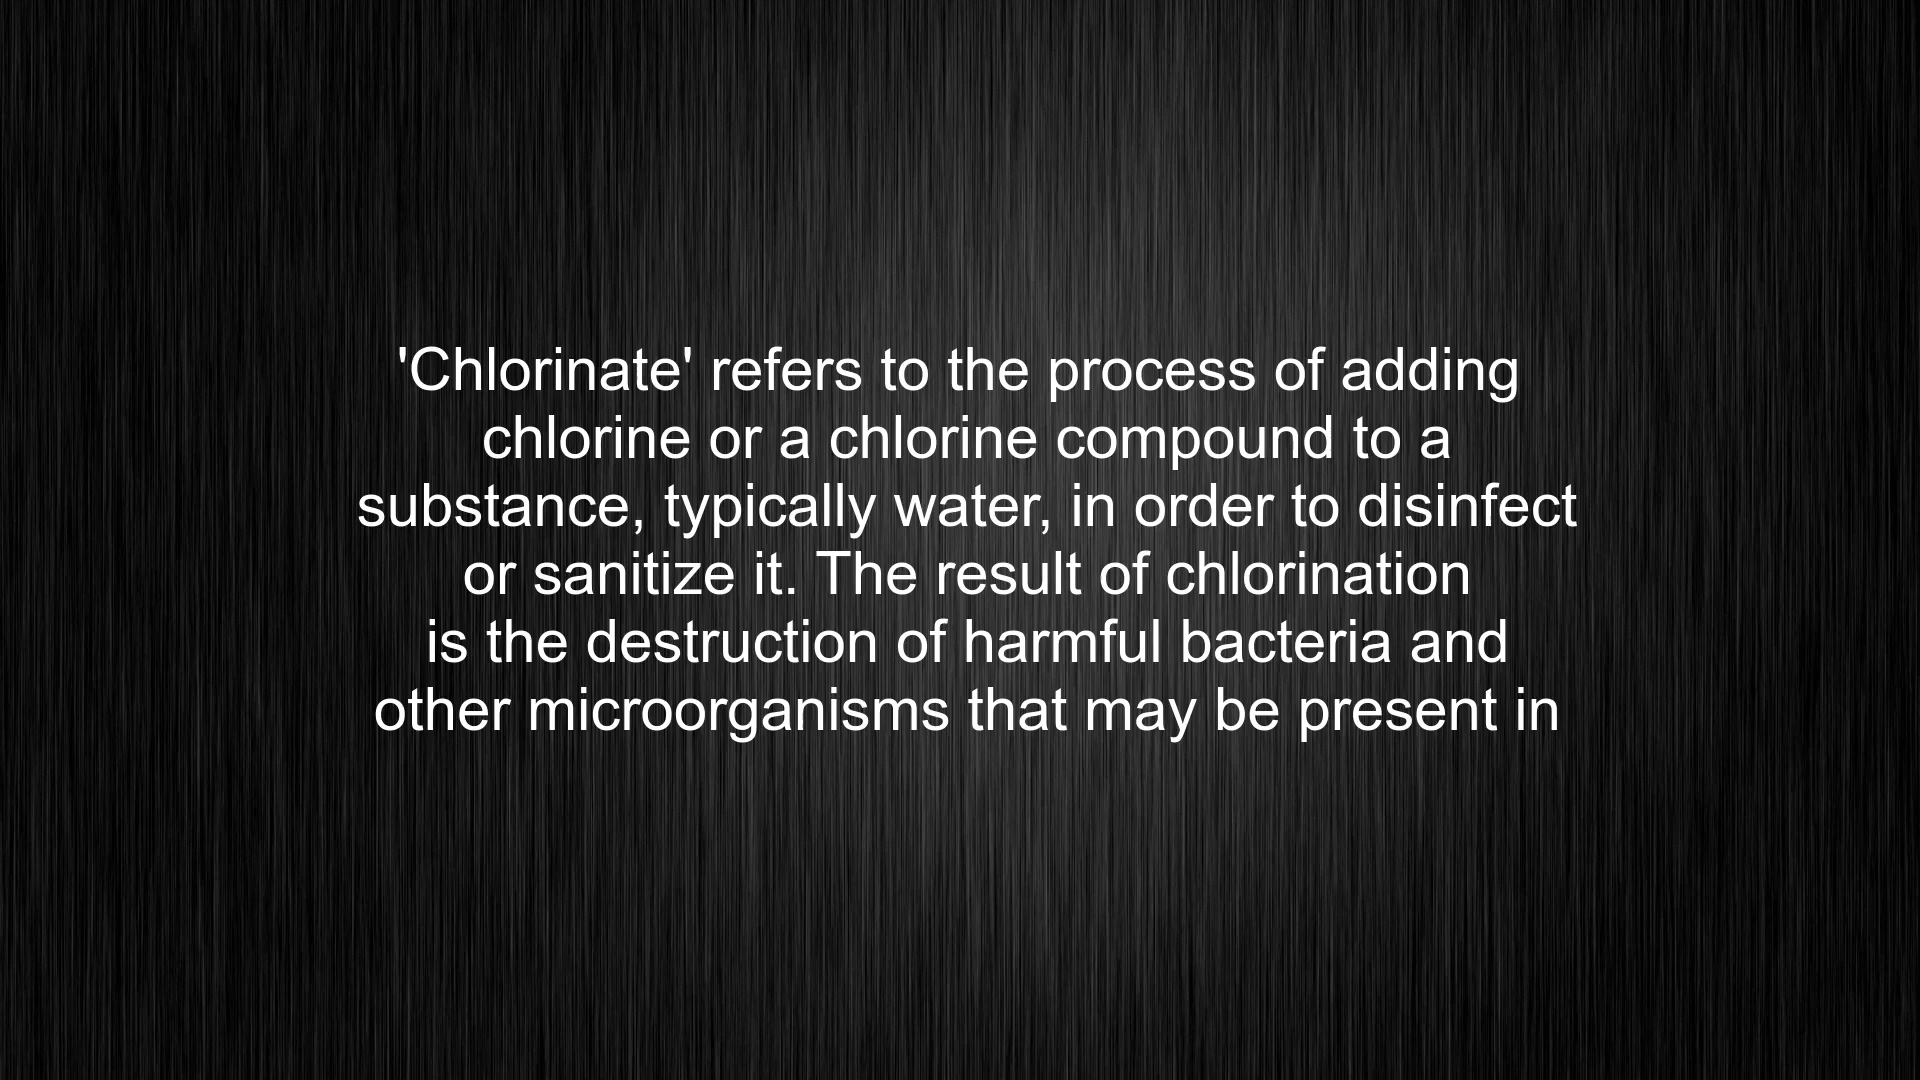 'Chlorinate' refers to the process of adding
chlorine or a chlorine compound to a
substance, typically water, in order to disinfect
or sanitize it. The result of chlorination
is the destruction of harmful bacteria and
other microorganisms that may be present in